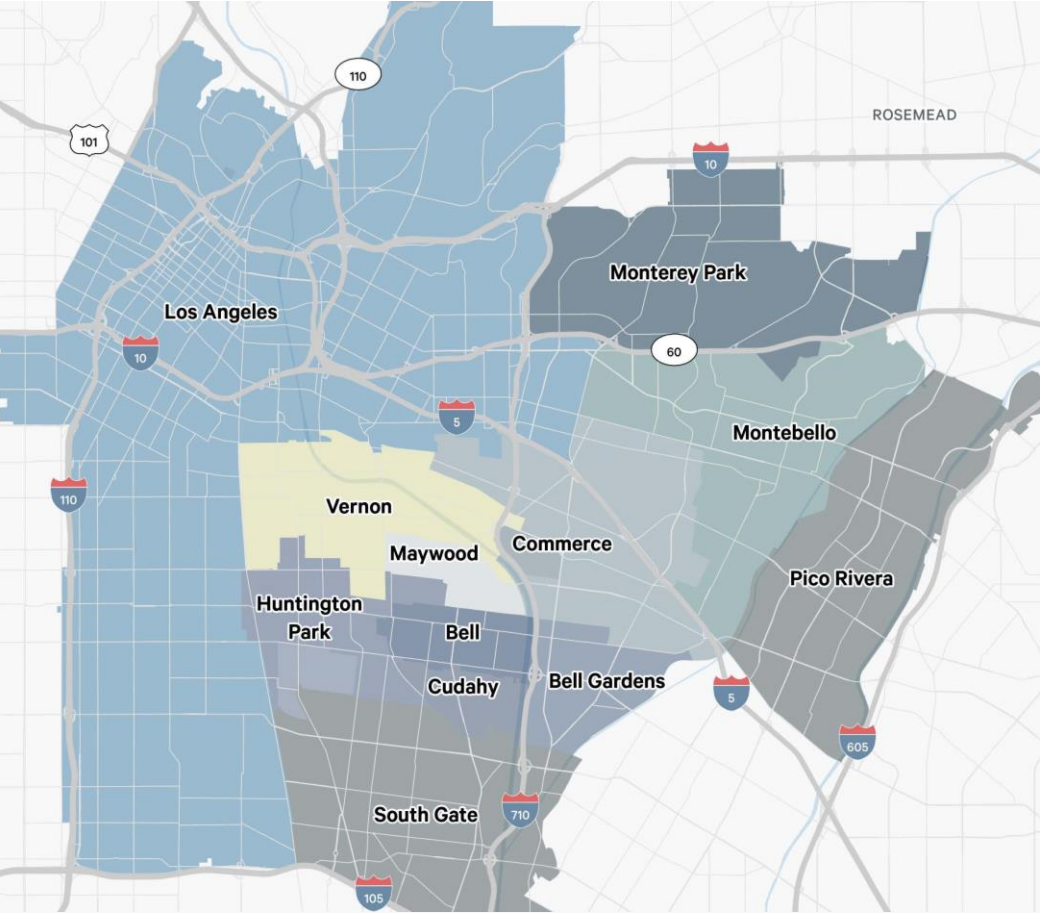 110
ROSEMEAD
101
10
Monterey Park
Los Angeles
10
60
5
Montebello
110
Vernon
Commerce
Maywood
Pico Rivera
Huntington
Park
Bell
Bell Gardens
Cudahy
5
605
South Gate
710
105